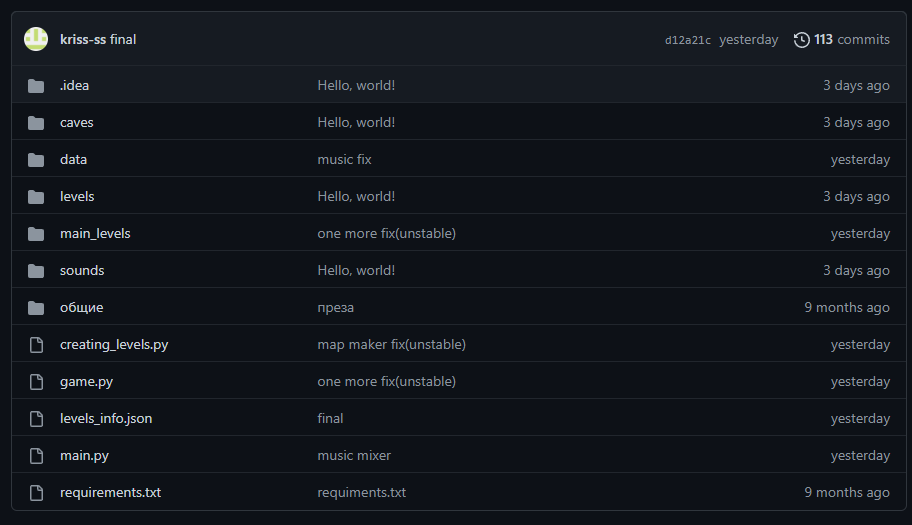 kriss-ss final d12a21c yesterday 113 commits
.idea Hello, world! 3 days ago
caves Hello, world! 3 days ago
data music fix yesterday
levels Hello, world! 3 days ago
main_levels one more fix(unstable) yesterday
sounds Hello, world! 3 days ago
общие преза 9 months ago
creating_levels.py map maker fix(unstable) yesterday
game.py one more fix(unstable) yesterday
levels_info.json final yesterday
main.py music mixer yesterday
requirements.txt requiments.txt 9 months ago